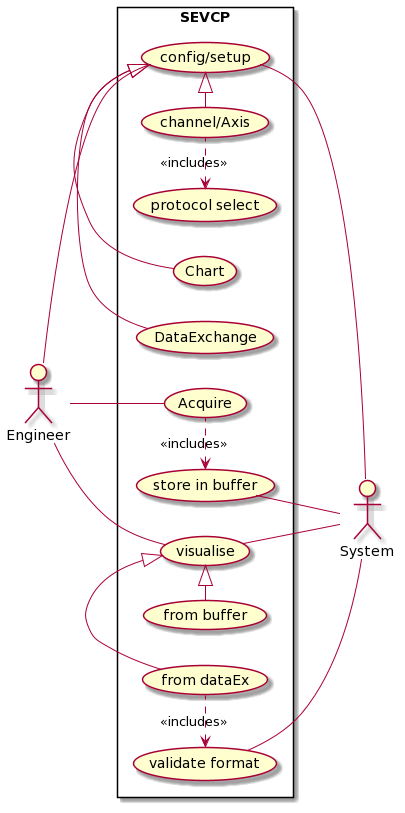 SEVCP
config/setup
channel/Axis
«includes»
protocol select
Chart
DataExchange
Acquire
Engineer
«includes»
store in buffer
System
visualise
from buffer
from dataEx
«includes»
validate format